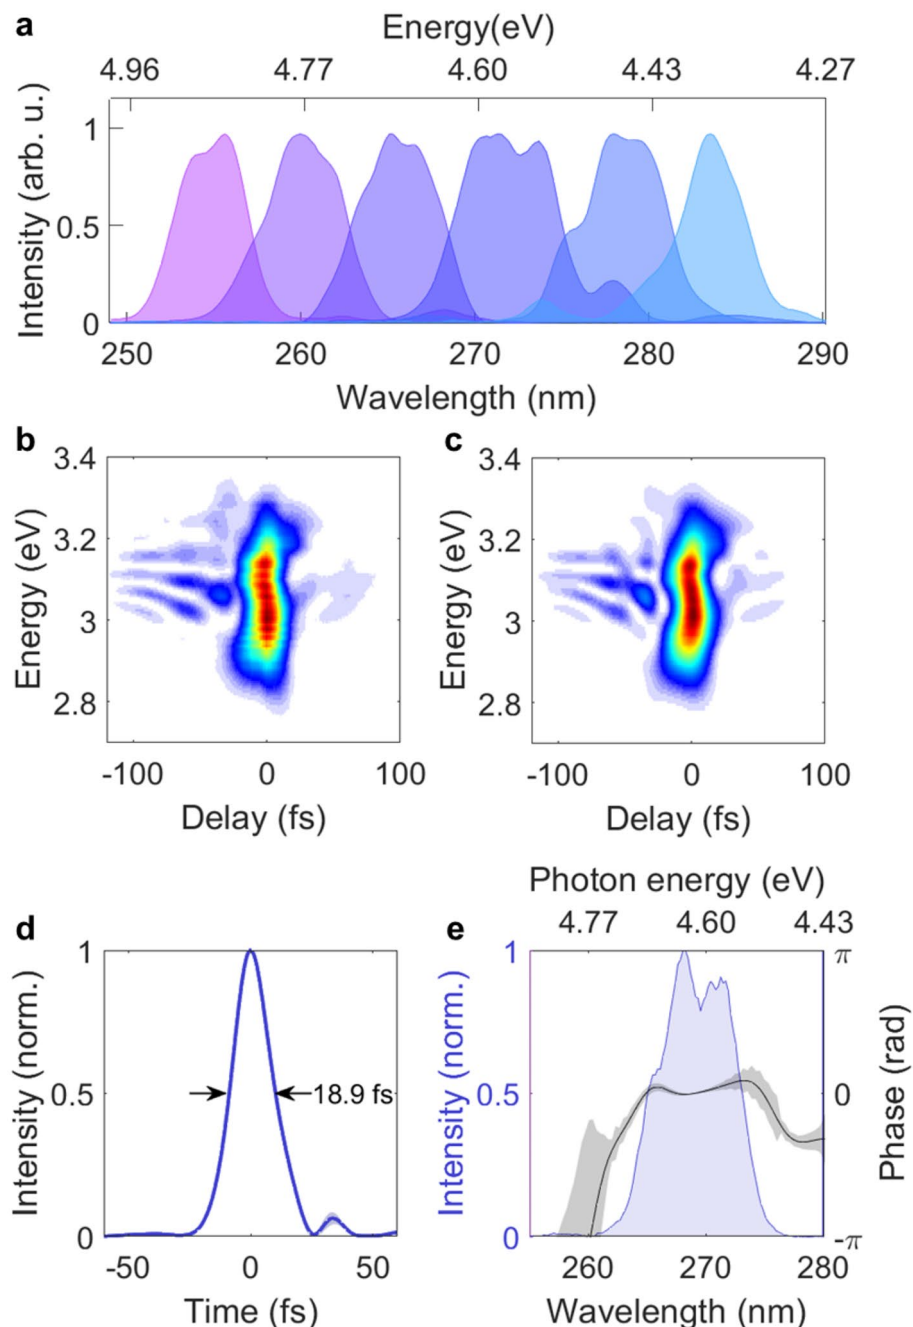 a
Energy(eV)
4.96 4.77 4.60 4.43 4.27
Intensity (arb. u.)
1
0.5
0
250 260 270 280 290
Wavelength (nm)
b
Energy (eV)
3.4
3.2
3
2.8
-100 0 100
Delay (fs)
c
Energy (eV)
3.4
3.2
3
2.8
-100 0 100
Delay (fs)
d
Intensity (norm.)
1
0.5
0
18.9 fs
-50 0 50
Time (fs)
e
Photon energy (eV)
4.77 4.60 4.43
Intensity (norm.)
1
0.5
0
π
0
-π
Phase (rad)
260 270 280
Wavelength (nm)